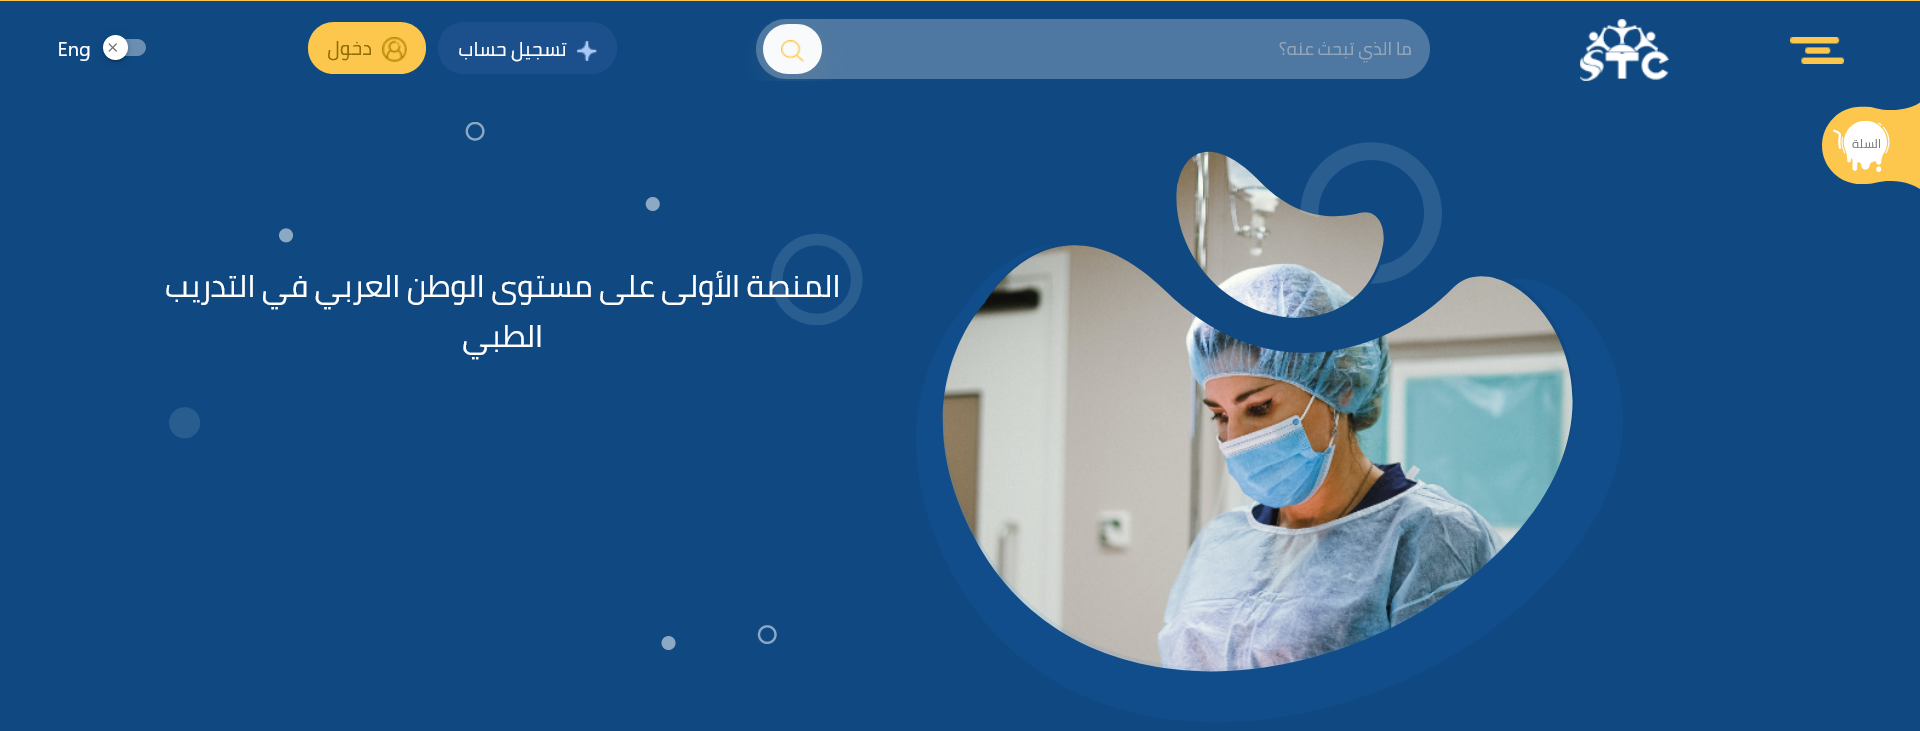 STC
ما الذي تبحث عنه؟
تسجيل حساب
دخول
Eng
السلة
المنصة الأولى على مستوى الوطن العربي في التدريب
الطبي